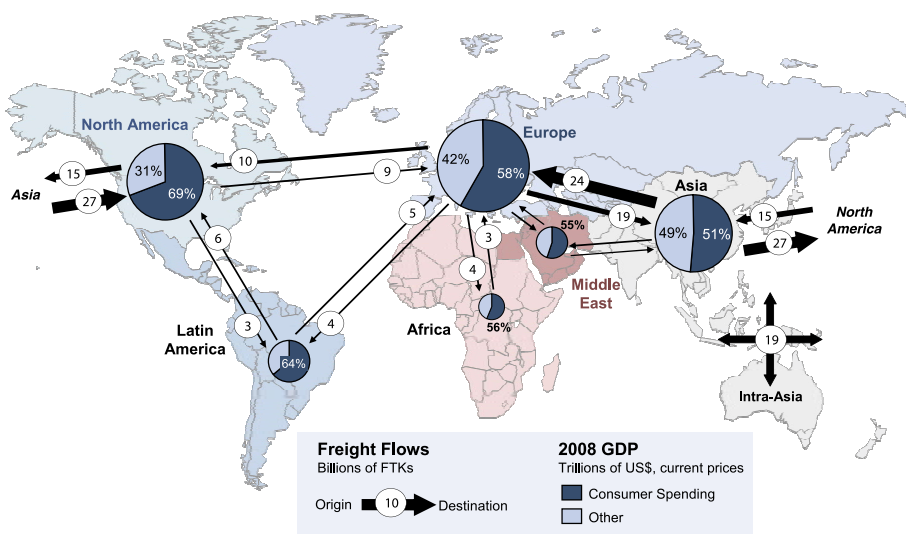 North America
31%
69%
15
Asia
27
10
9
Europe
42%
58%
24
19
Asia
49%
51%
15
North
America
27
55%
Middle
East
5
3
4
Africa
56%
6
3
4
Latin
America
64%
19
Intra-Asia
Freight Flows
Billions of FTKs
Origin 10 Destination
2008 GDP
Trillions of US$, current prices
Consumer Spending
Other